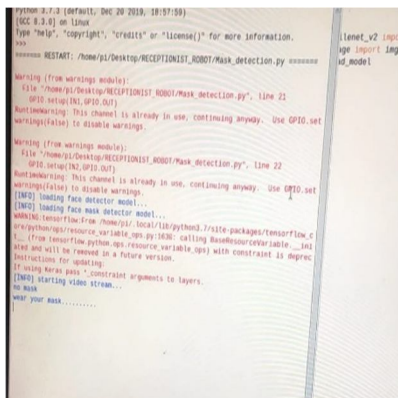 Python 3.7.3 (default, Dec 20 2019, 18:57:59)
[GCC 8.3.0] on linux
Type "help", "copyright", "credits" or "license()" for more information.
>>>
======= RESTART: /home/pi/Desktop/RECEPTIONIST_ROBOT/Mask_detection.py =======
Warning (from warnings module):
File "/home/pi/Desktop/RECEPTIONIST_ROBOT/Mask_detection.py", line 21
GPIO.setup(IN1,GPIO.OUT)
RuntimeWarning: This channel is already in use, continuing anyway.  Use GPIO.set
warnings(False) to disable warnings.
Warning (from warnings module):
File "/home/pi/Desktop/RECEPTIONIST_ROBOT/Mask_detection.py", line 22
GPIO.setup(IN2,GPIO.OUT)
RuntimeWarning: This channel is already in use, continuing anyway.  Use GPIO.set
warnings(False) to disable warnings.
[INFO] loading face detector model...
[INFO] loading face mask detector model...
WARNING:tensorflow:From /home/pi/.local/lib/python3.7/site-packages/tensorflow_c
ore/python/ops/resource_variable_ops.py:1630: calling BaseResourceVariable.__ini
t__ (from tensorflow.python.ops.resource_variable_ops) with constraint is deprec
ated and will be removed in a future version.
Instructions for updating:
If using Keras pass *_constraint arguments to layers.
[INFO] starting video stream...
no mask
wear your mask..........
ilenet_v2 impo
age import img
ad_model